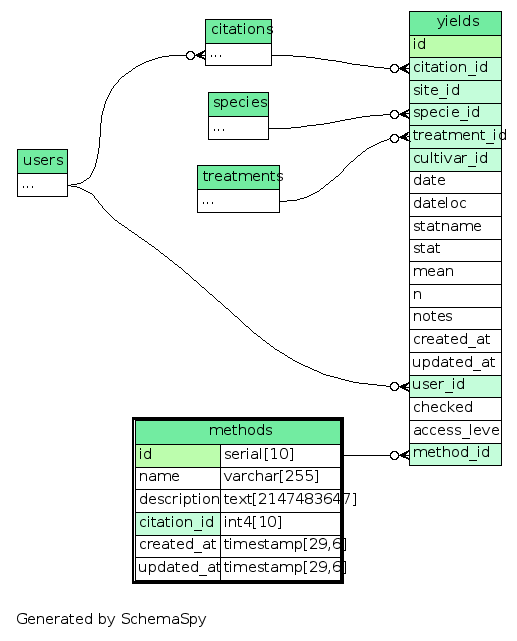 citations
...
species
...
treatments
...
users
...
yields
id
citation_id
site_id
specie_id
treatment_id
cultivar_id
date
dateloc
statname
stat
mean
n
notes
created_at
updated_at
user_id
checked
access_leve
method_id
methods
id serial[10]
name varchar[255]
description text[2147483647]
citation_id int4[10]
created_at timestamp[29,6]
updated_at timestamp[29,6]
Generated by SchemaSpy